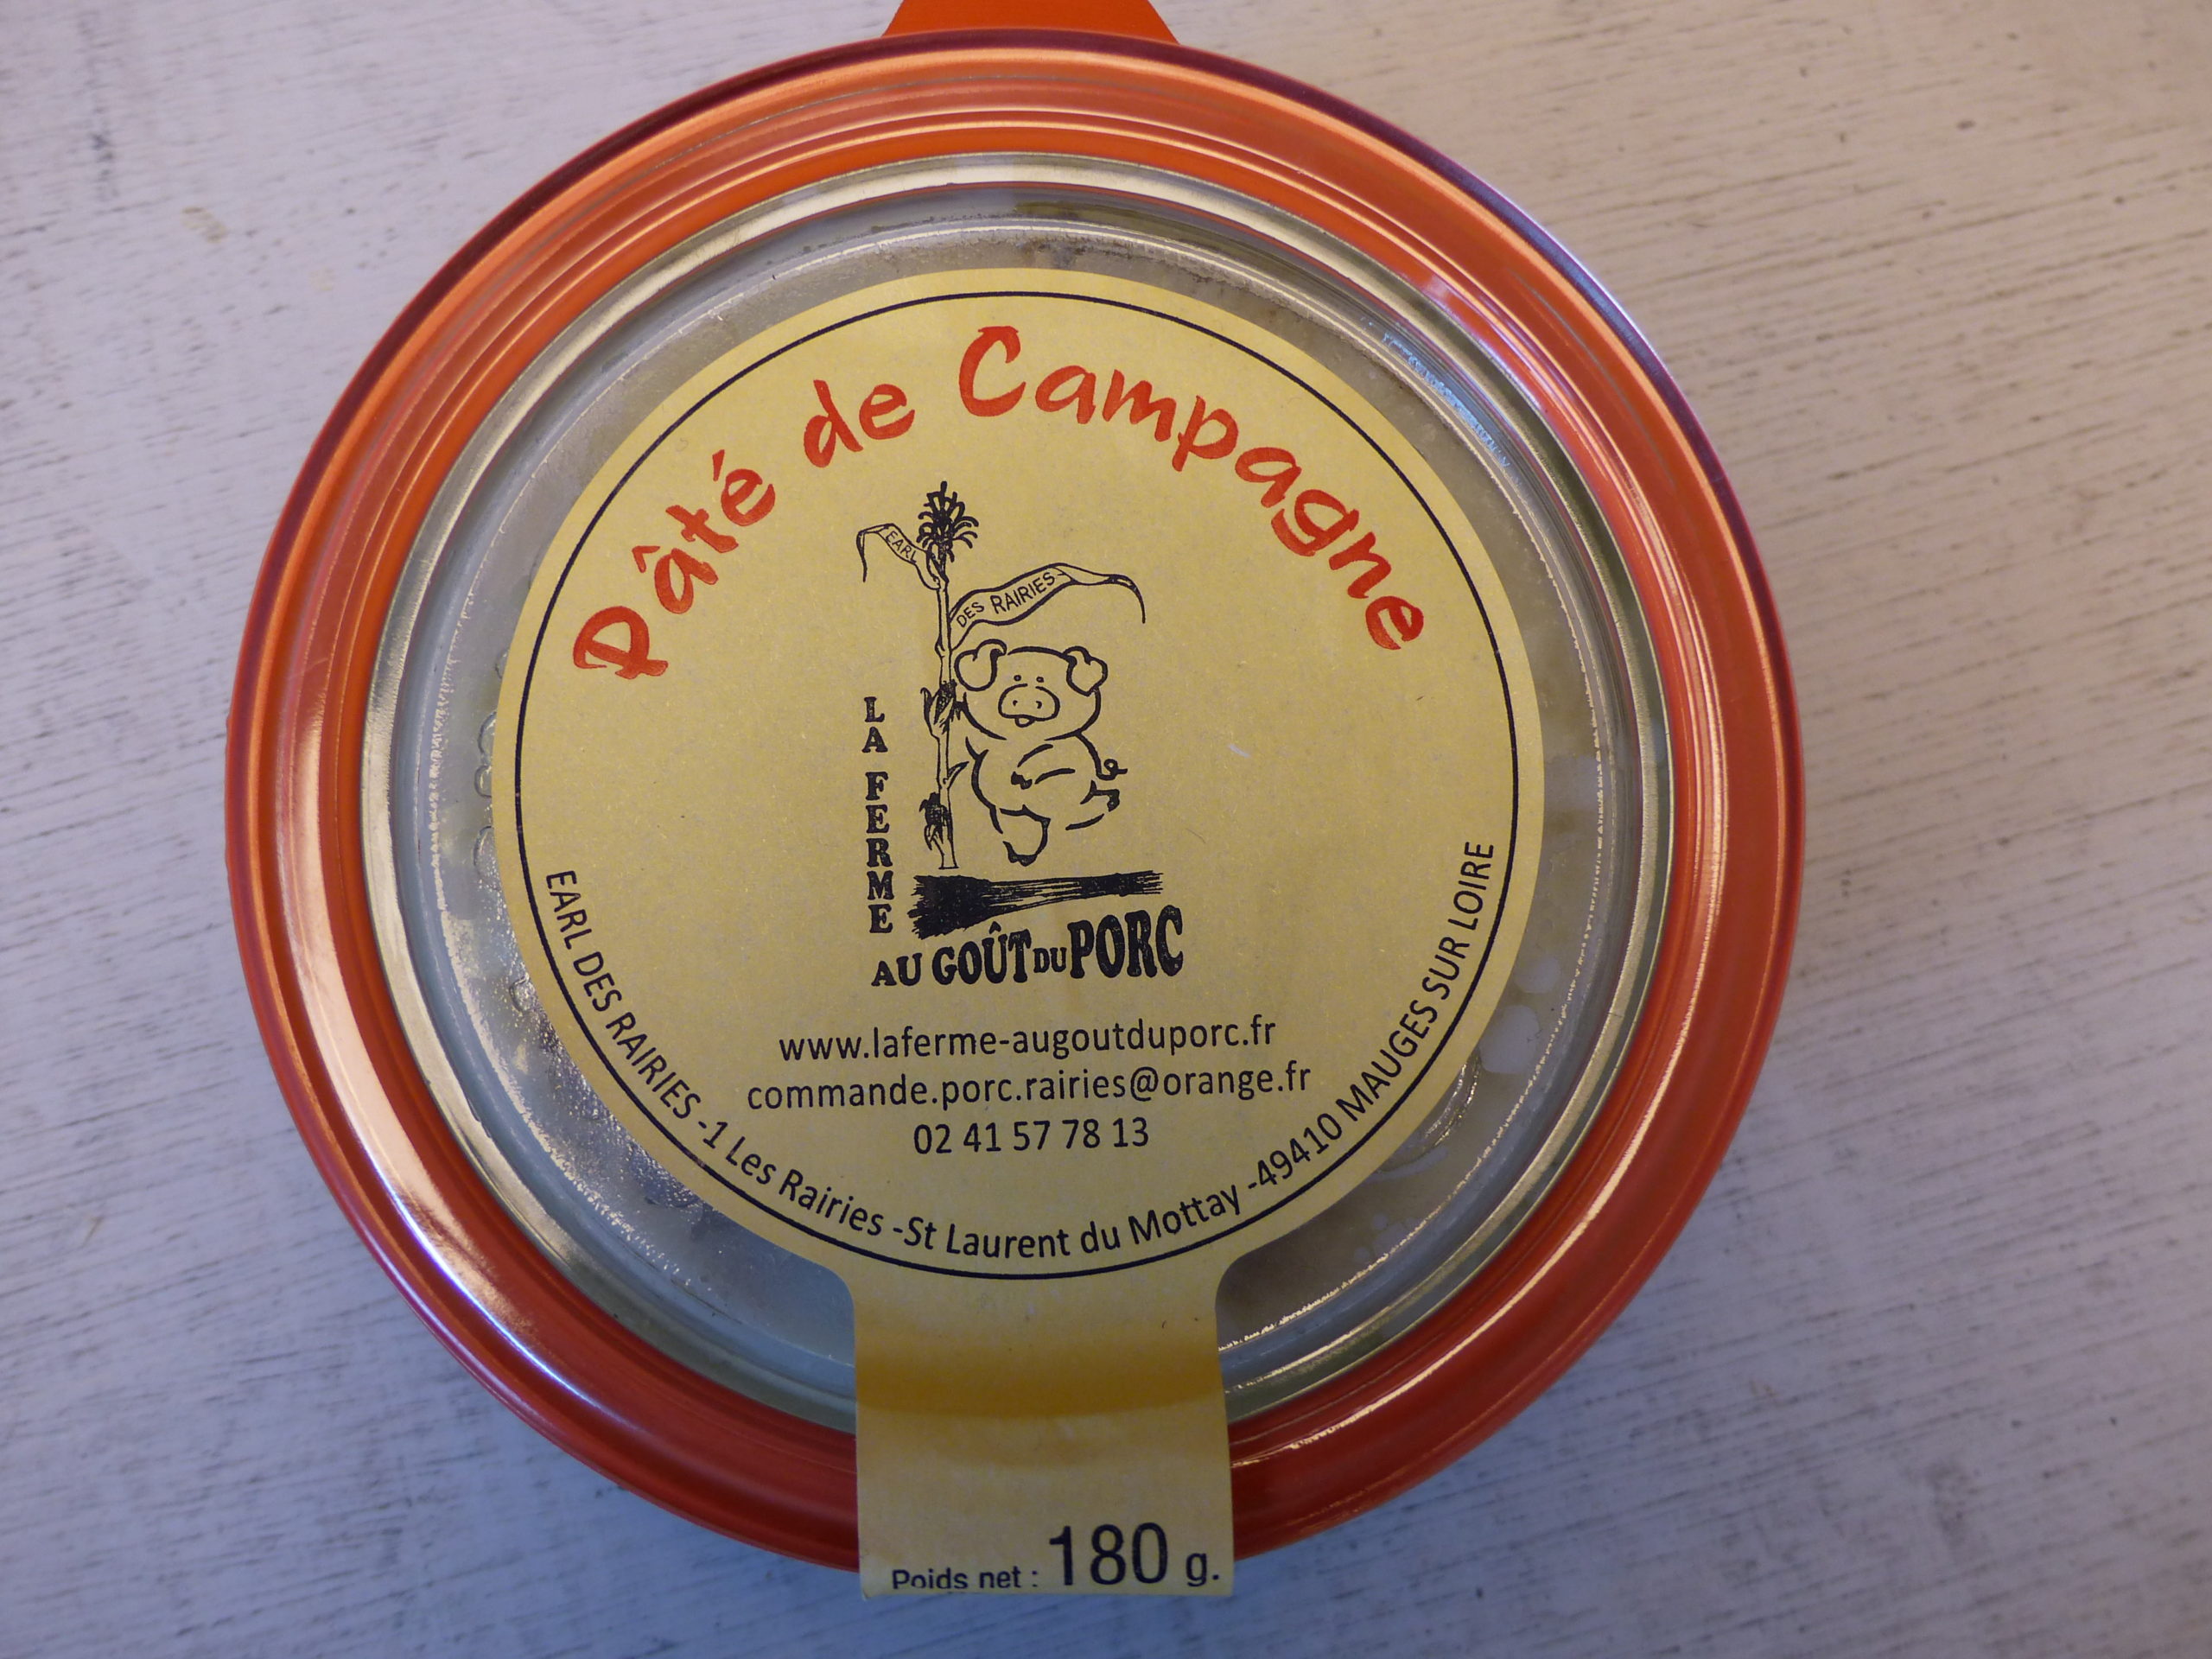 Pâté de Campagne
EARL
DES RAIRIES
LA FERME
AU GOÛT DU PORC
www.laferme-augoutduporc.fr
commande.porc.rairies@orange.fr
02 41 57 78 13
EARL DES RAIRIES -1 Les Rairies -St Laurent du Mottay -49410 MAUGES SUR LOIRE
Poids net : 180 g.